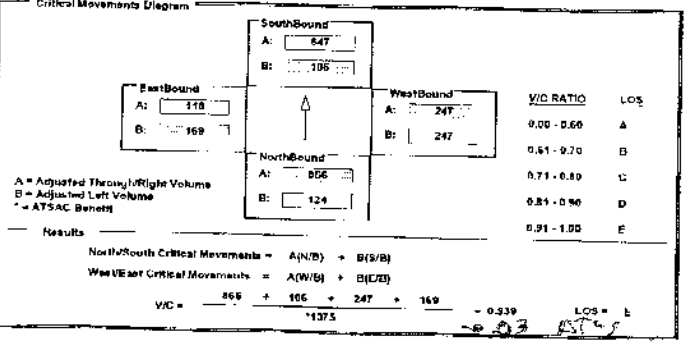 Critical Movements Diagram
SouthBound
A: 647
B: 106
EastBound
A: 110
B: 169
WestBound
A: 247
B: 247
NorthBound
A: 866
B: 124
V/C RATIO LOS
0.00 - 0.60 A
0.61 - 0.70 B
0.71 - 0.80 C
0.81 - 0.90 D
0.91 - 1.00 E
A = Adjusted Through/Right Volume
B = Adjusted Left Volume
* = ATSAC Benefit
Results
North/South Critical Movements = A(N/B) + B(S/B)
West/East Critical Movements = A(W/B) + B(E/B)
V/C = 866 + 106 + 247 + 169
*1375
= 0.939 LOS = E